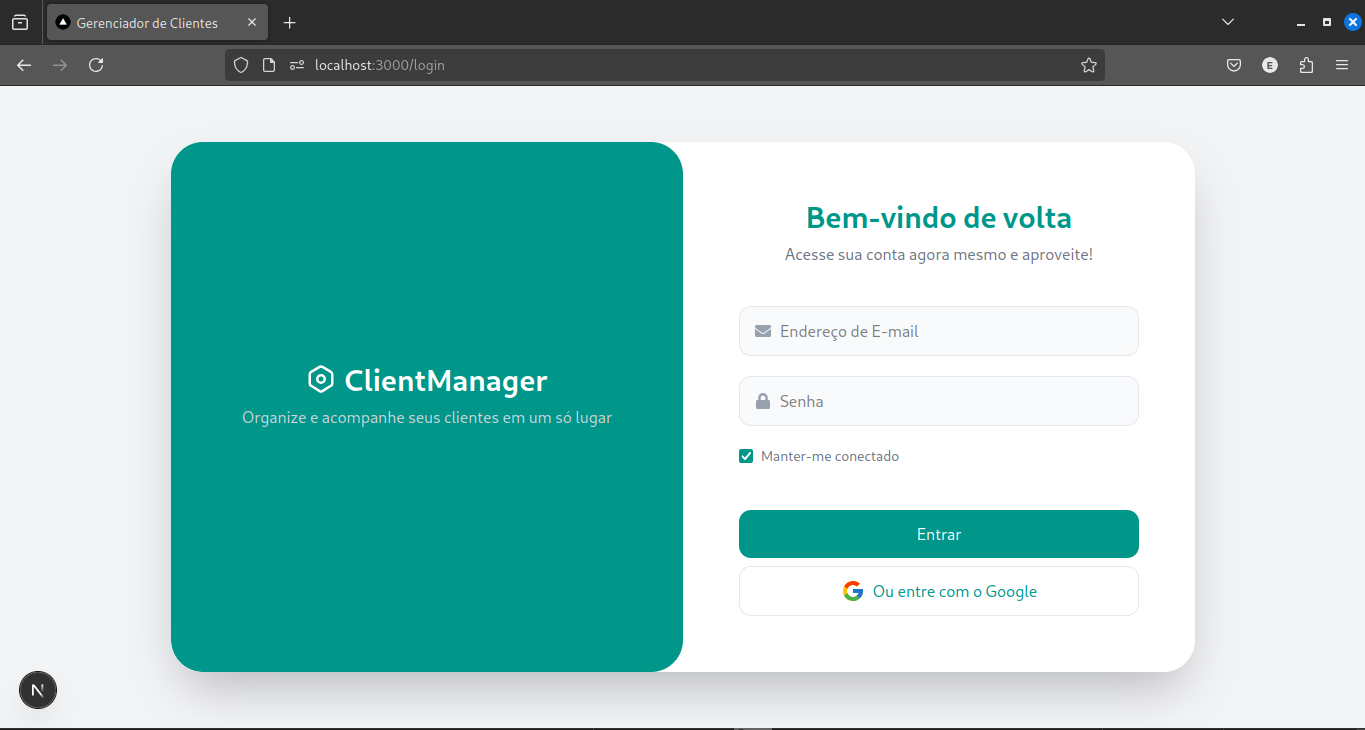 Gerenciador de Clientes
localhost:3000/login
E
ClientManager
Organize e acompanhe seus clientes em um só lugar
Bem-vindo de volta
Acesse sua conta agora mesmo e aproveite!
Endereço de E-mail
Senha
Manter-me conectado
Entrar
Ou entre com o Google
N